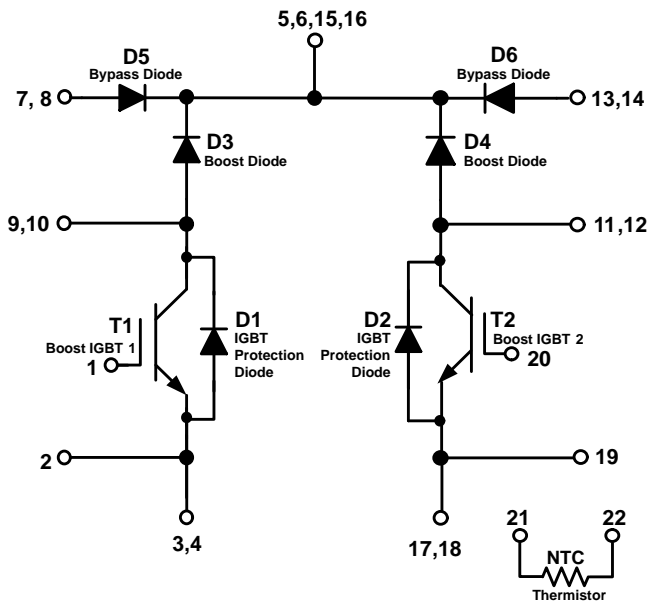 5,6,15,16
D5
Bypass Diode
D6
Bypass Diode
7, 8
13,14
D3
Boost Diode
D4
Boost Diode
9,10
11,12
T1
Boost IGBT 1
1
D1
IGBT
Protection
Diode
D2
IGBT
Protection
Diode
T2
Boost IGBT 2
20
2
19
3,4
17,18
21
22
NTC
Thermistor